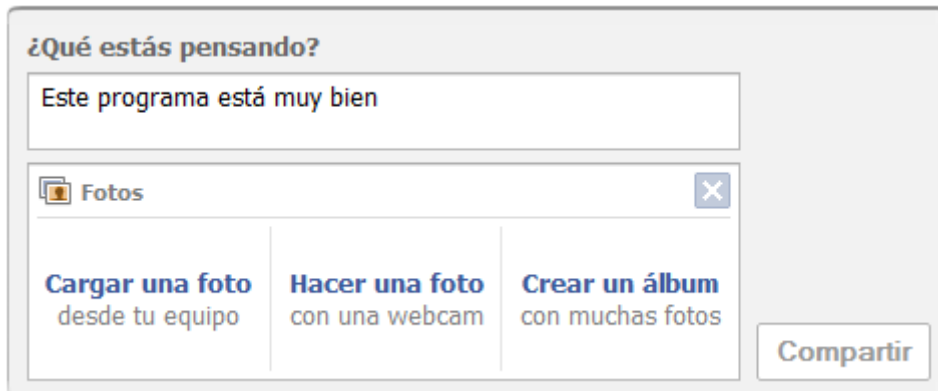 ¿Qué estás pensando?
Este programa está muy bien
Fotos
Cargar una foto
desde tu equipo
Hacer una foto
con una webcam
Crear un álbum
con muchas fotos
Compartir